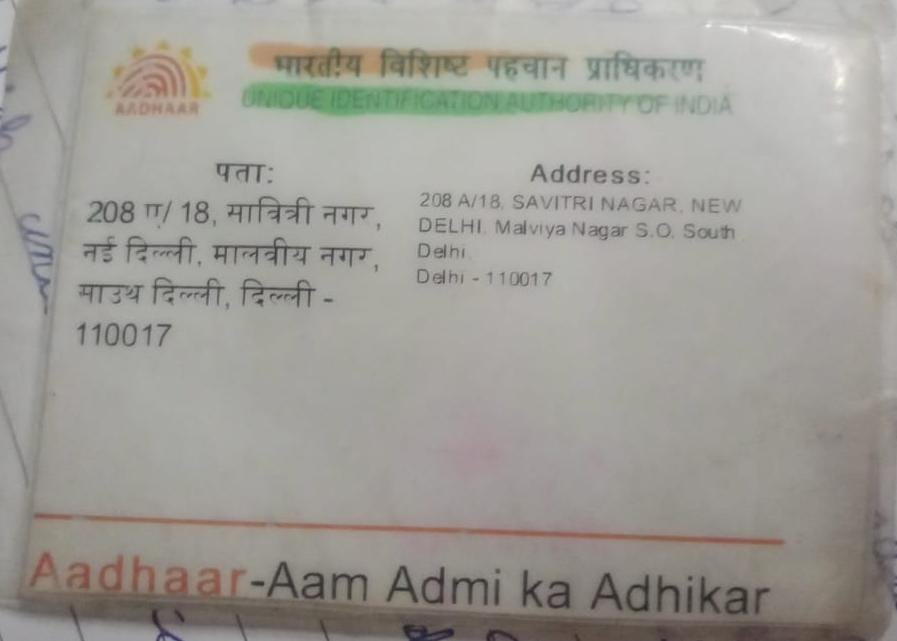 भारतीय विशिष्ट पहचान प्राधिकरण
AADHAAR
UNIQUE IDENTIFICATION AUTHORITY OF INDIA
पता:
208 ए/ 18, सावित्री नगर,
नई दिल्ली, मालवीय नगर,
साउथ दिल्ली, दिल्ली -
110017
Address:
208 A/18, SAVITRI NAGAR, NEW
DELHI, Malviya Nagar S.O, South
Delhi,
Delhi - 110017
Aadhaar-Aam Admi ka Adhikar